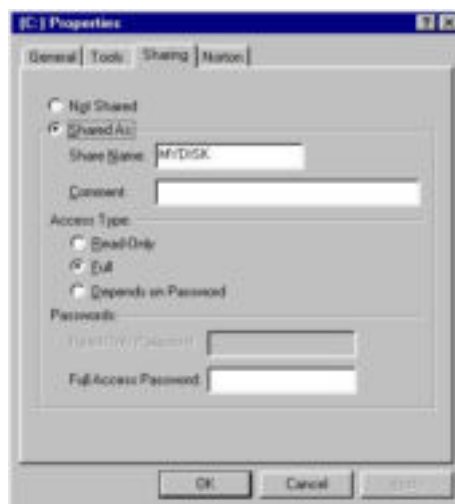 (C:) Properties
General Tools Sharing Norton
Not Shared
Shared As:
Share Name: MYDISK
Comment:
Access Type:
Read-Only
Full
Depends on Password
Passwords:
Full Access Password:
OK Cancel